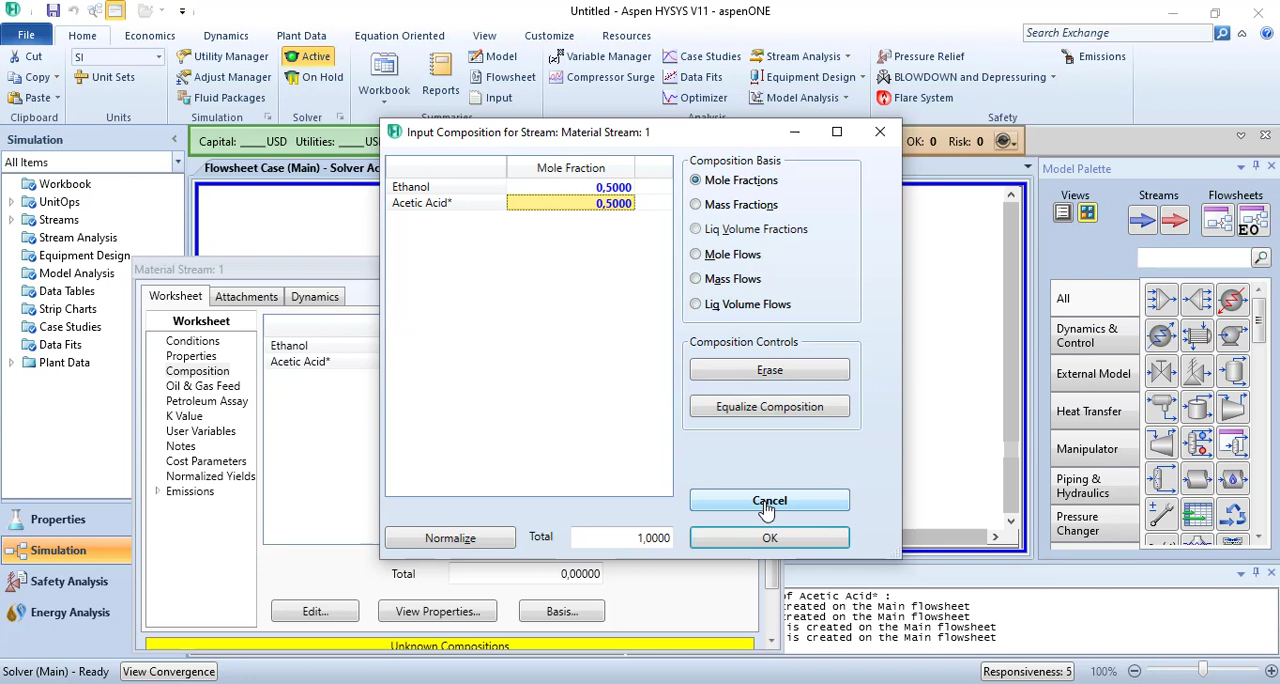 Untitled - Aspen HYSYS V11 - aspenONE
File
Home
Economics
Dynamics
Plant Data
Equation Oriented
View
Customize
Resources
Search Exchange
Cut
Copy
Paste
Clipboard
SI
Unit Sets
Units
Utility Manager
Adjust Manager
Fluid Packages
Simulation
Active
On Hold
Solver
Workbook
Reports
Model
Flowsheet
Input
Summaries
Variable Manager
Compressor Surge
Case Studies
Data Fits
Optimizer
Stream Analysis
Equipment Design
Model Analysis
Analysis
Pressure Relief
BLOWDOWN and Depressuring
Flare System
Safety
Emissions
Simulation
All Items
Workbook
UnitOps
Streams
Stream Analysis
Equipment Design
Model Analysis
Data Tables
Strip Charts
Case Studies
Data Fits
Plant Data
Properties
Simulation
Safety Analysis
Energy Analysis
Capital: ____USD Utilities: ____US
OK: 0 Risk: 0
Flowsheet Case (Main) - Solver Ac
Material Stream: 1
Worksheet
Attachments
Dynamics
Worksheet
Conditions
Properties
Composition
Oil & Gas Feed
Petroleum Assay
K Value
User Variables
Notes
Cost Parameters
Normalized Yields
Emissions
Ethanol
Acetic Acid*
Total 0,00000
Edit...
View Properties...
Basis...
Unknown Compositions
Input Composition for Stream: Material Stream: 1
Mole Fraction
Ethanol 0,5000
Acetic Acid* 0,5000
Composition Basis
Mole Fractions
Mass Fractions
Liq Volume Fractions
Mole Flows
Mass Flows
Liq Volume Flows
Composition Controls
Erase
Equalize Composition
Cancel
OK
Normalize
Total 1,0000
Model Palette
Views
Streams
Flowsheets
EO
All
Dynamics &
Control
External Model
Heat Transfer
Manipulator
Piping &
Hydraulics
Pressure
Changer
of Acetic Acid* :
created on the Main flowsheet
created on the Main flowsheet
is created on the Main flowsheet
is created on the Main flowsheet
Solver (Main) - Ready
View Convergence
Responsiveness: 5
100%